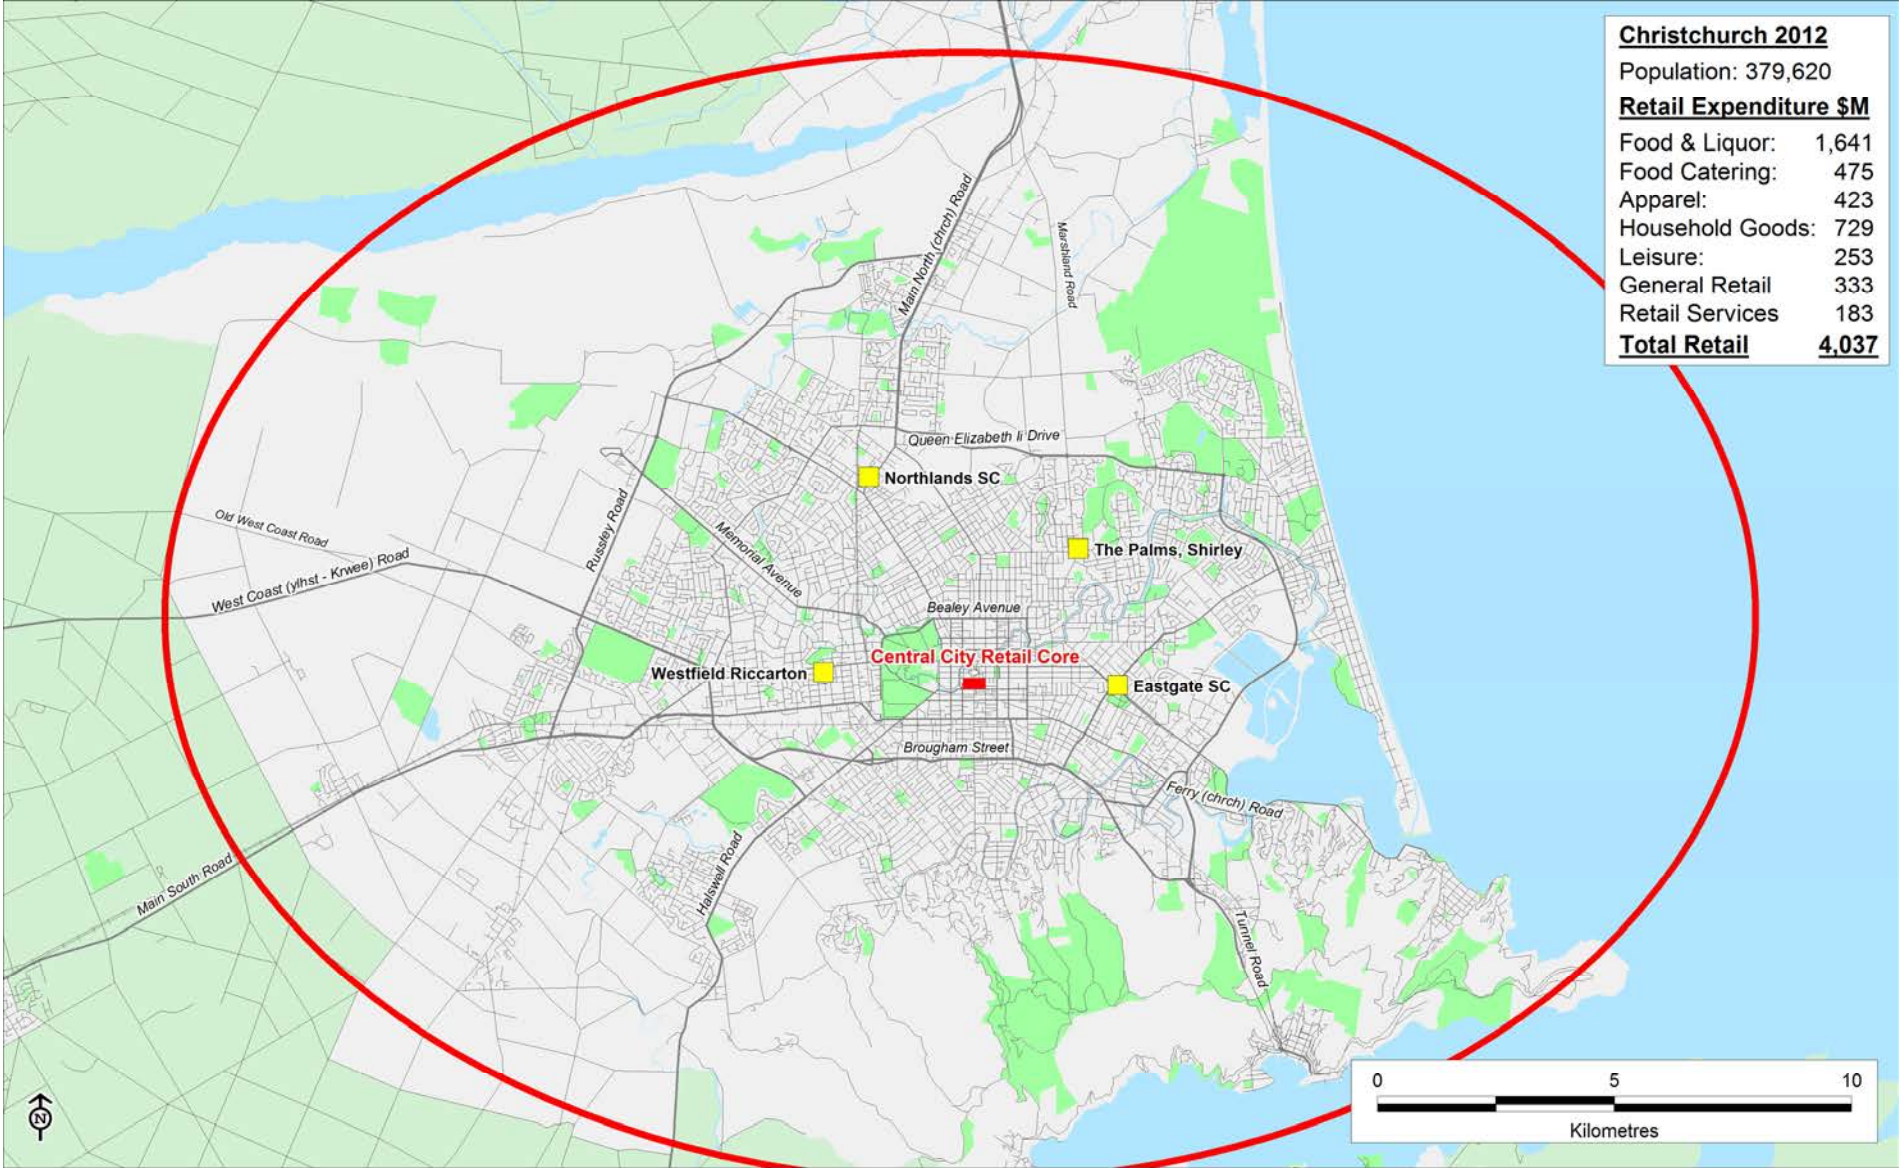 Christchurch 2012
Population: 379,620
Retail Expenditure $M
Food & Liquor: 1,641
Food Catering: 475
Apparel: 423
Household Goods: 729
Leisure: 253
General Retail 333
Retail Services 183
Total Retail 4,037
Main North (chrch) Road
Marshland Road
Queen Elizabeth Ii Drive
Northlands SC
Old West Coast Road
Russley Road
Memorial Avenue
The Palms, Shirley
West Coast (ylhst - Krwee) Road
Bealey Avenue
Central City Retail Core
Westfield Riccarton
Eastgate SC
Brougham Street
Ferry (chrch) Road
Halswell Road
Main South Road
Tunnel Road
0 5 10
Kilometres
N